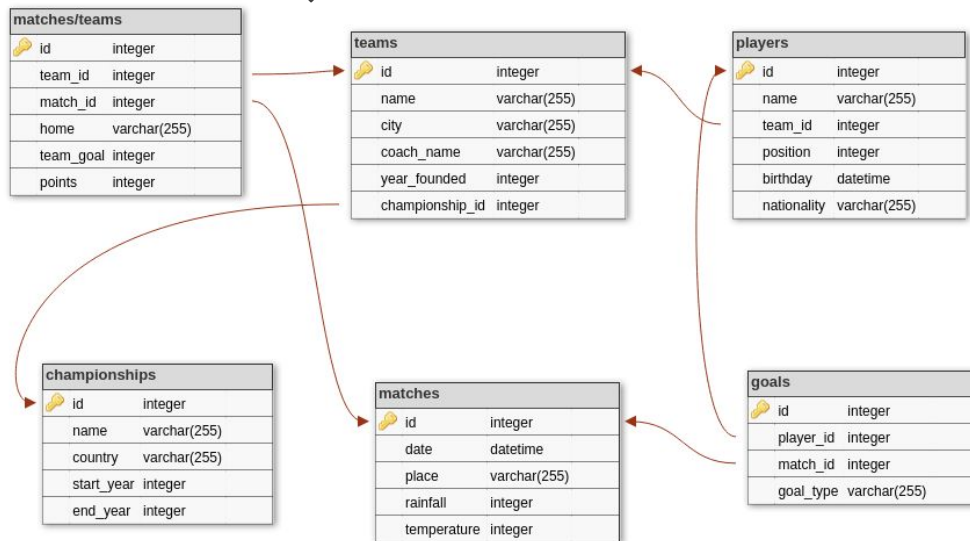 matches/teams
id integer
team_id integer
match_id integer
home varchar(255)
team_goal integer
points integer
teams
id integer
name varchar(255)
city varchar(255)
coach_name varchar(255)
year_founded integer
championship_id integer
players
id integer
name varchar(255)
team_id integer
position integer
birthday datetime
nationality varchar(255)
championships
id integer
name varchar(255)
country varchar(255)
start_year integer
end_year integer
matches
id integer
date datetime
place varchar(255)
rainfall integer
temperature integer
goals
id integer
player_id integer
match_id integer
goal_type varchar(255)